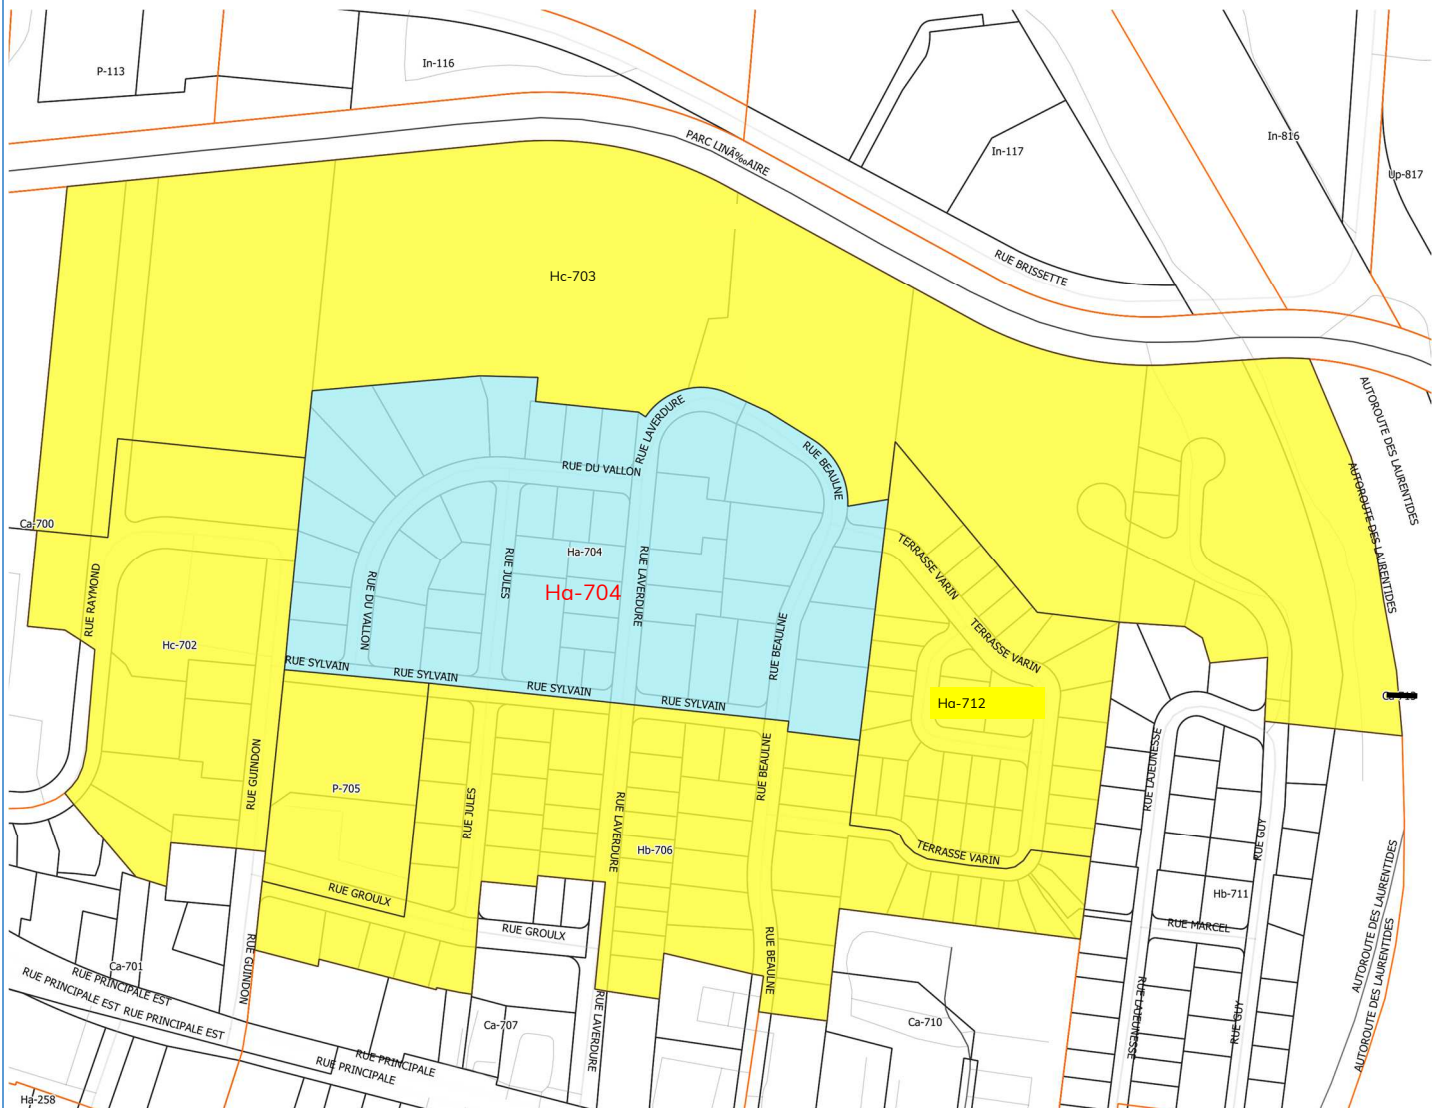 P-113
In-116
PARC LINÃ‰AIRE
In-117
In-816
Up-817
RUE BRISSETTE
Hc-703
AUTOROUTE DES LAURENTIDES
AUTOROUTE DES LAURENTIDES
RUE LAVERDURE
RUE BEAULNE
RUE DU VALLON
Ca-700
RUE RAYMOND
RUE DU VALLON
RUE JULES
Ha-704
RUE LAVERDURE
Ha-704
TERRASSE VARIN
TERRASSE VARIN
RUE BEAULNE
Hc-702
RUE SYLVAIN
RUE SYLVAIN
RUE SYLVAIN
RUE SYLVAIN
Ha-712
RUE GUINDON
P-705
RUE JULES
RUE LAVERDURE
RUE BEAULNE
RUE LAJEUNESSE
RUE GUY
Hb-706
TERRASSE VARIN
Hb-711
RUE GROULX
RUE GROULX
RUE MARCEL
AUTOROUTE DES LAURENTIDES
AUTOROUTE DES LAURENTIDES
RUE GUINDON
RUE BEAULNE
Ca-701
RUE PRINCIPALE EST
RUE PRINCIPALE EST
RUE PRINCIPALE EST
Ca-707
RUE LAVERDURE
Ca-710
RUE LAJEUNESSE
RUE GUY
RUE PRINCIPALE
RUE PRINCIPALE
Ha-258